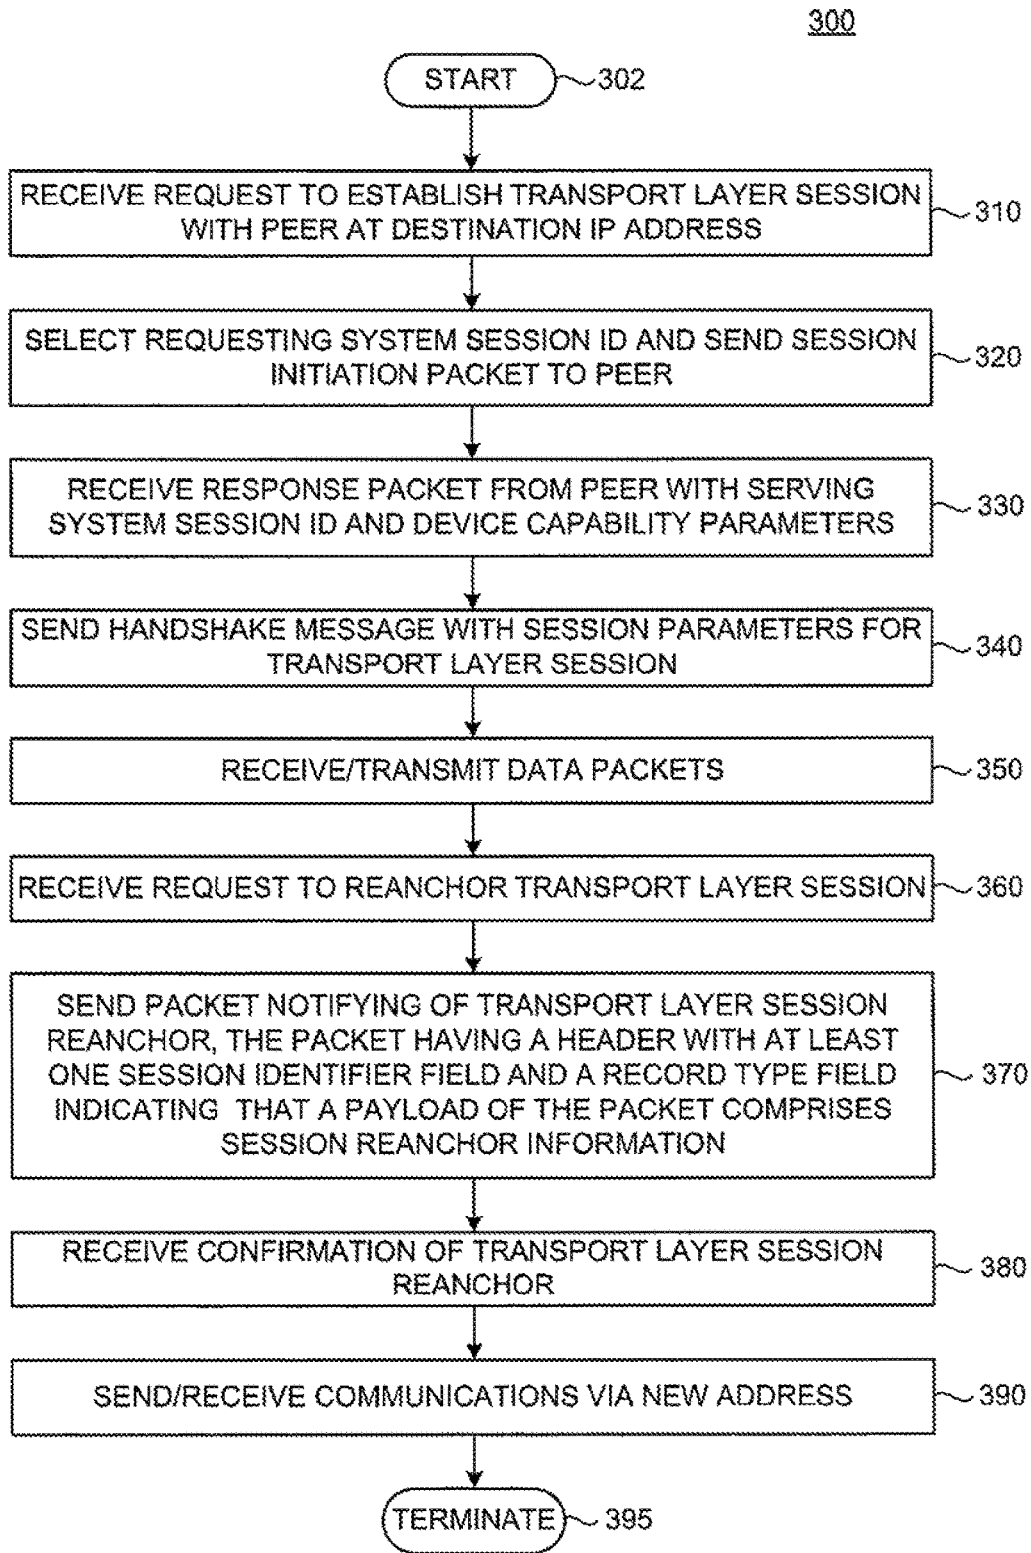 300
START
302
RECEIVE REQUEST TO ESTABLISH TRANSPORT LAYER SESSION
WITH PEER AT DESTINATION IP ADDRESS
310
SELECT REQUESTING SYSTEM SESSION ID AND SEND SESSION
INITIATION PACKET TO PEER
320
RECEIVE RESPONSE PACKET FROM PEER WITH SERVING
SYSTEM SESSION ID AND DEVICE CAPABILITY PARAMETERS
330
SEND HANDSHAKE MESSAGE WITH SESSION PARAMETERS FOR
TRANSPORT LAYER SESSION
340
RECEIVE/TRANSMIT DATA PACKETS
350
RECEIVE REQUEST TO REANCHOR TRANSPORT LAYER SESSION
360
SEND PACKET NOTIFYING OF TRANSPORT LAYER SESSION
REANCHOR, THE PACKET HAVING A HEADER WITH AT LEAST
ONE SESSION IDENTIFIER FIELD AND A RECORD TYPE FIELD
INDICATING THAT A PAYLOAD OF THE PACKET COMPRISES
SESSION REANCHOR INFORMATION
370
RECEIVE CONFIRMATION OF TRANSPORT LAYER SESSION
REANCHOR
380
SEND/RECEIVE COMMUNICATIONS VIA NEW ADDRESS
390
TERMINATE
395